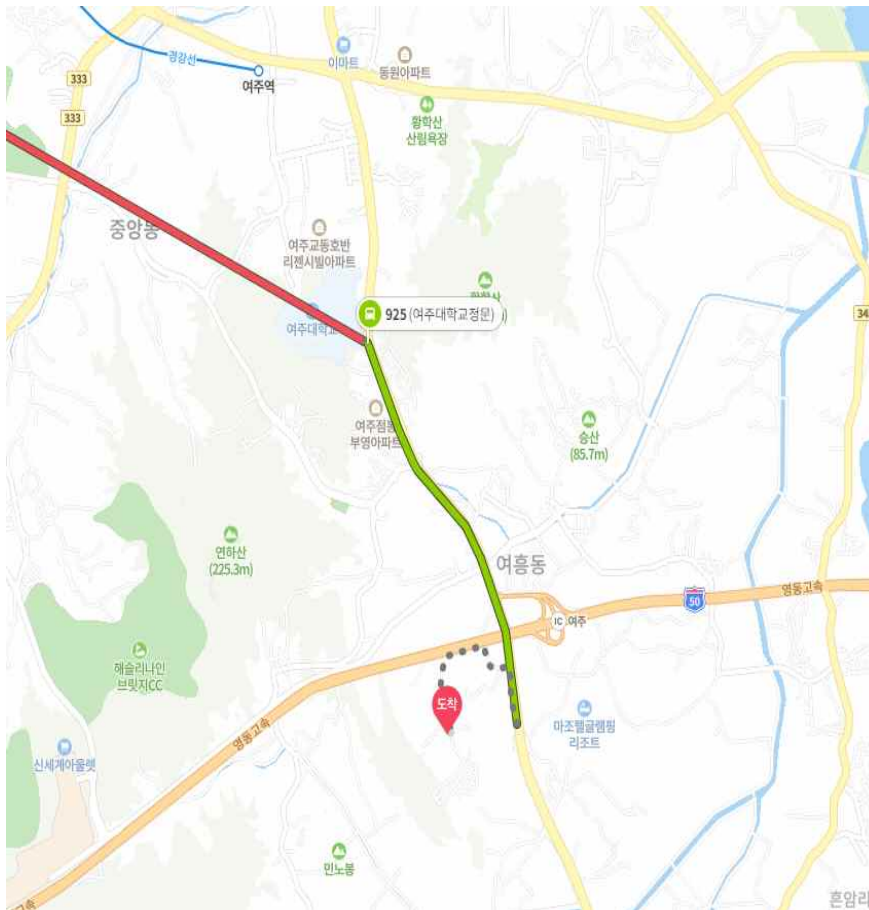 경강선
이마트
동원아파트
333
여주역
333
황학산
산림욕장
중앙동
여주교동호반
리젠시빌아파트
925 (여주대학교정문)
여주대학교
34
여주점동
부영아파트
승산
(85.7m)
연하산
(225.3m)
여흥동
영동고속
50
IC 여주
해슬리나인
브릿지CC
도착
마조텔글램핑
리조트
영동고속
신세계아울렛
민노봉
흔암리
고속